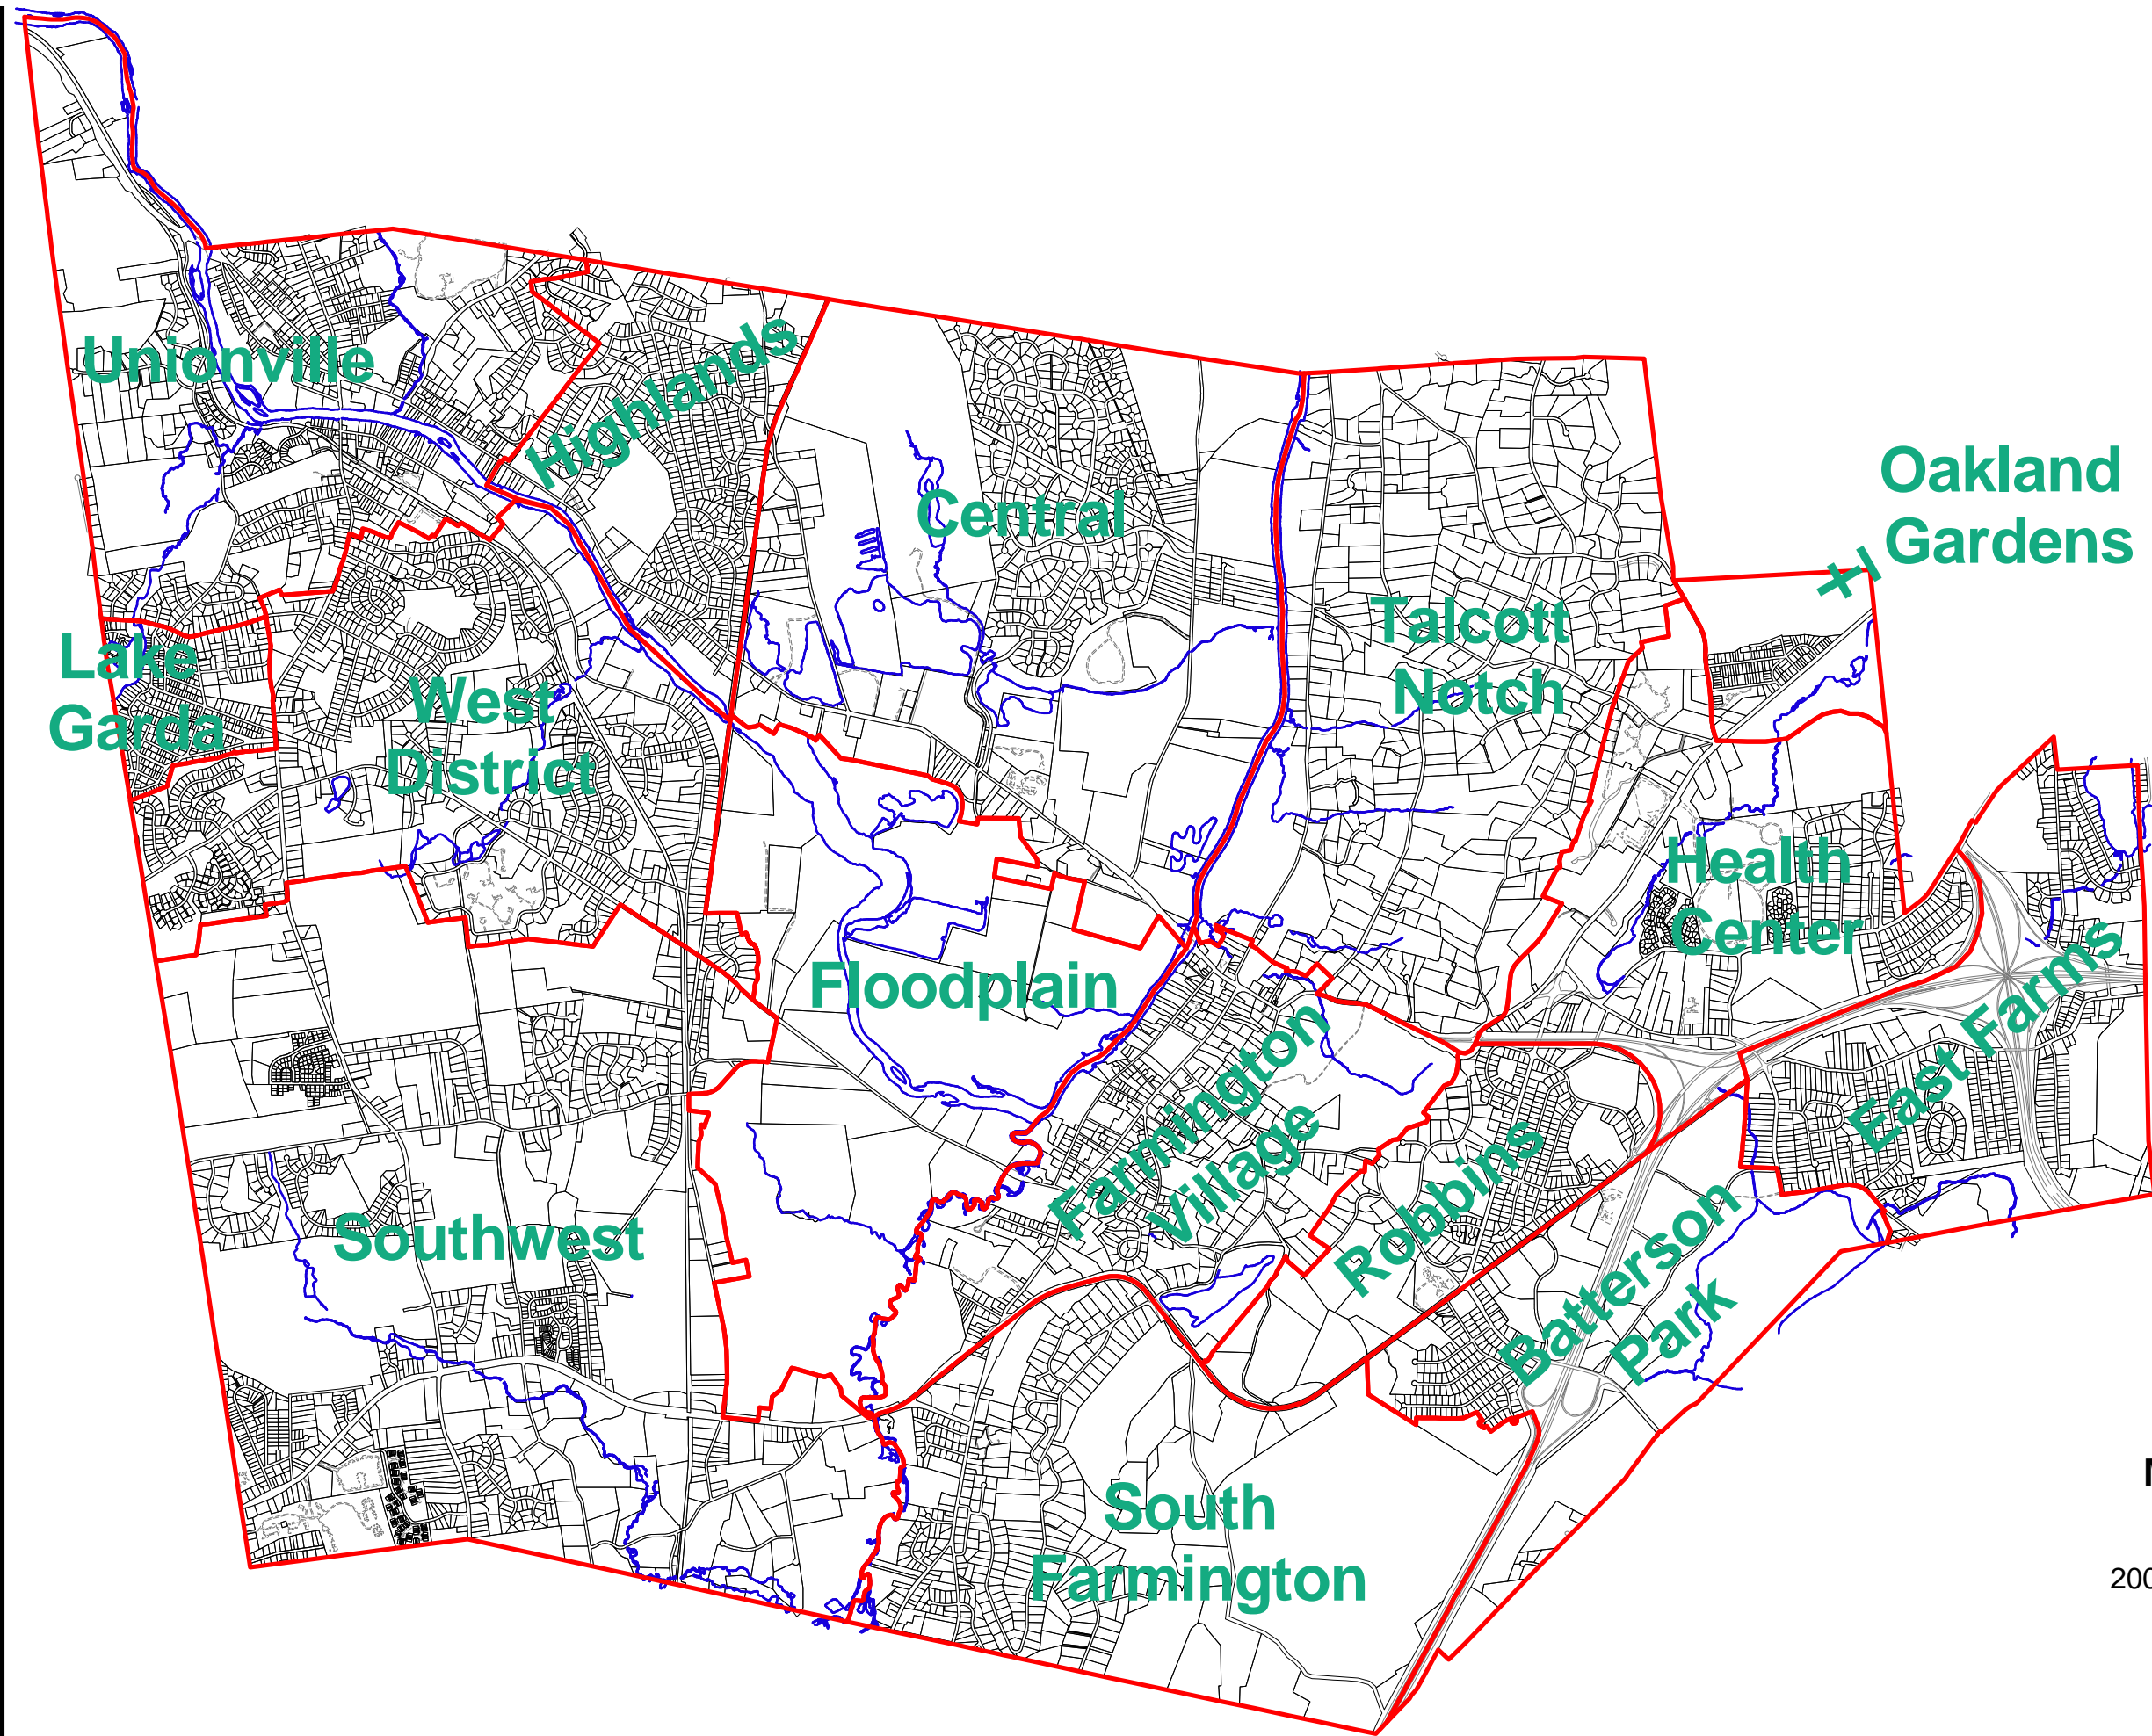 Unionville
Highlands
Central
Oakland
Gardens
Talcott
Notch
Lake
Garda
West
District
Health
Center
Floodplain
East Farms
Farmington
Village
Robbins
Southwest
Batterson
Park
South
Farmington
200